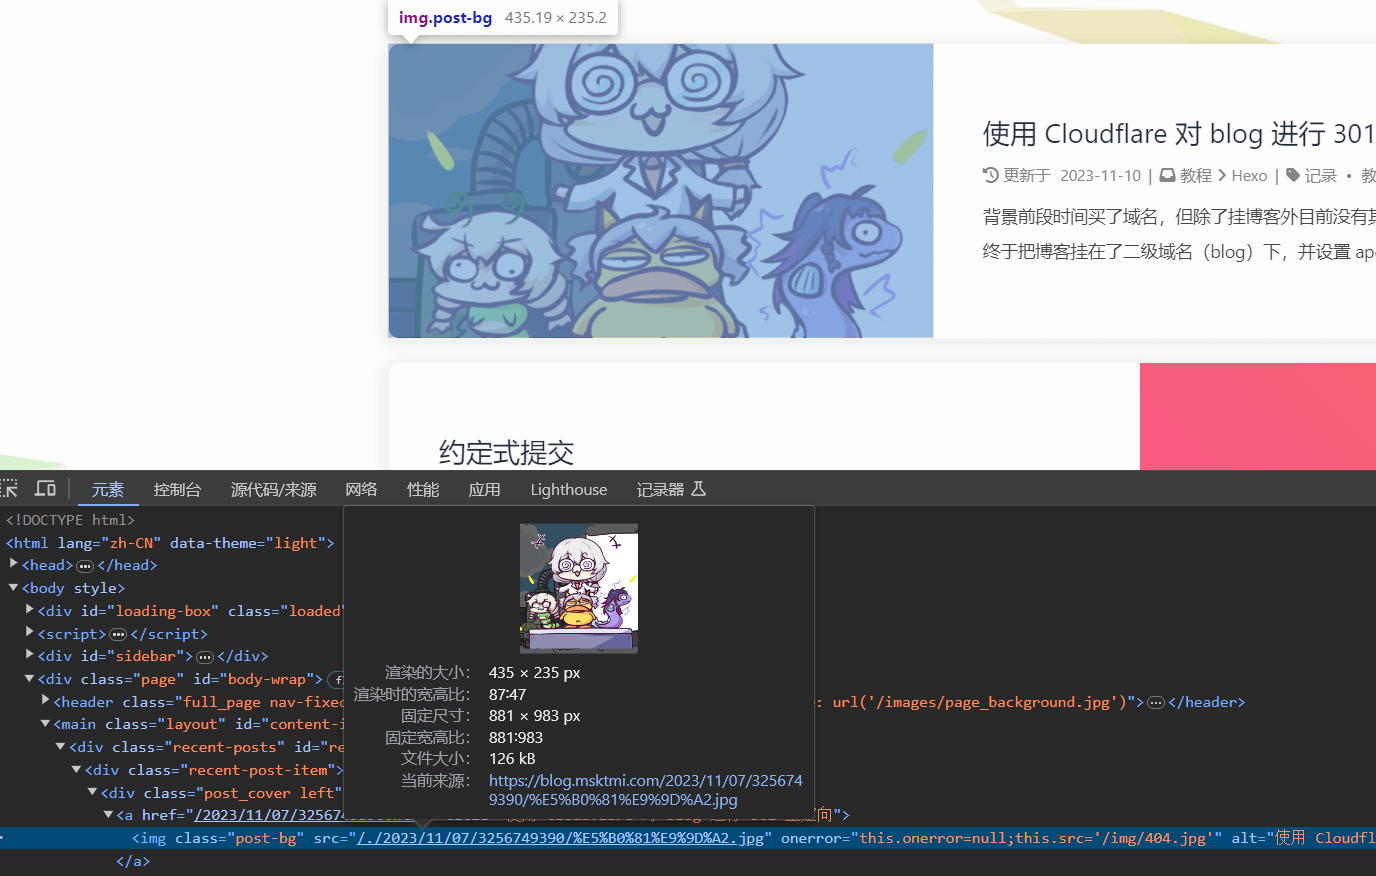 img.post-bg 435.19 × 235.2
使用 Cloudflare 对 blog 进行 301
更新于 2023-11-10 | 教程 > Hexo | 记录 • 教
背景前段时间买了域名，但除了挂博客外目前没有其
终于把博客挂在了二级域名（blog）下，并设置 ape
约定式提交
元素 控制台 源代码/来源 网络 性能 应用 Lighthouse 记录器
<!DOCTYPE html>
<html lang="zh-CN" data-theme="light">
<head>…</head>
<body style>
<div id="loading-box" class="loaded"
<script>…</script>
<div id="sidebar">…</div>
<div class="page" id="body-wrap">
<header class="full_page nav-fixed : url('/images/page_background.jpg')">…</header>
<main class="layout" id="content-i
<div class="recent-posts" id="re
<div class="recent-post-item">
<div class="post_cover left"
<a href="/2023/11/07/32567
<img class="post-bg" src="/./2023/11/07/3256749390/%E5%B0%81%E9%9D%A2.jpg" onerror="this.onerror=null;this.src='/img/404.jpg'" alt="使用 Cloudfl
</a>
渲染的大小： 435 × 235 px
渲染时的宽高比： 87∶47
固定尺寸： 881 × 983 px
固定宽高比： 881∶983
文件大小： 126 kB
当前来源： https://blog.msktmi.com/2023/11/07/325674
9390/%E5%B0%81%E9%9D%A2.jpg